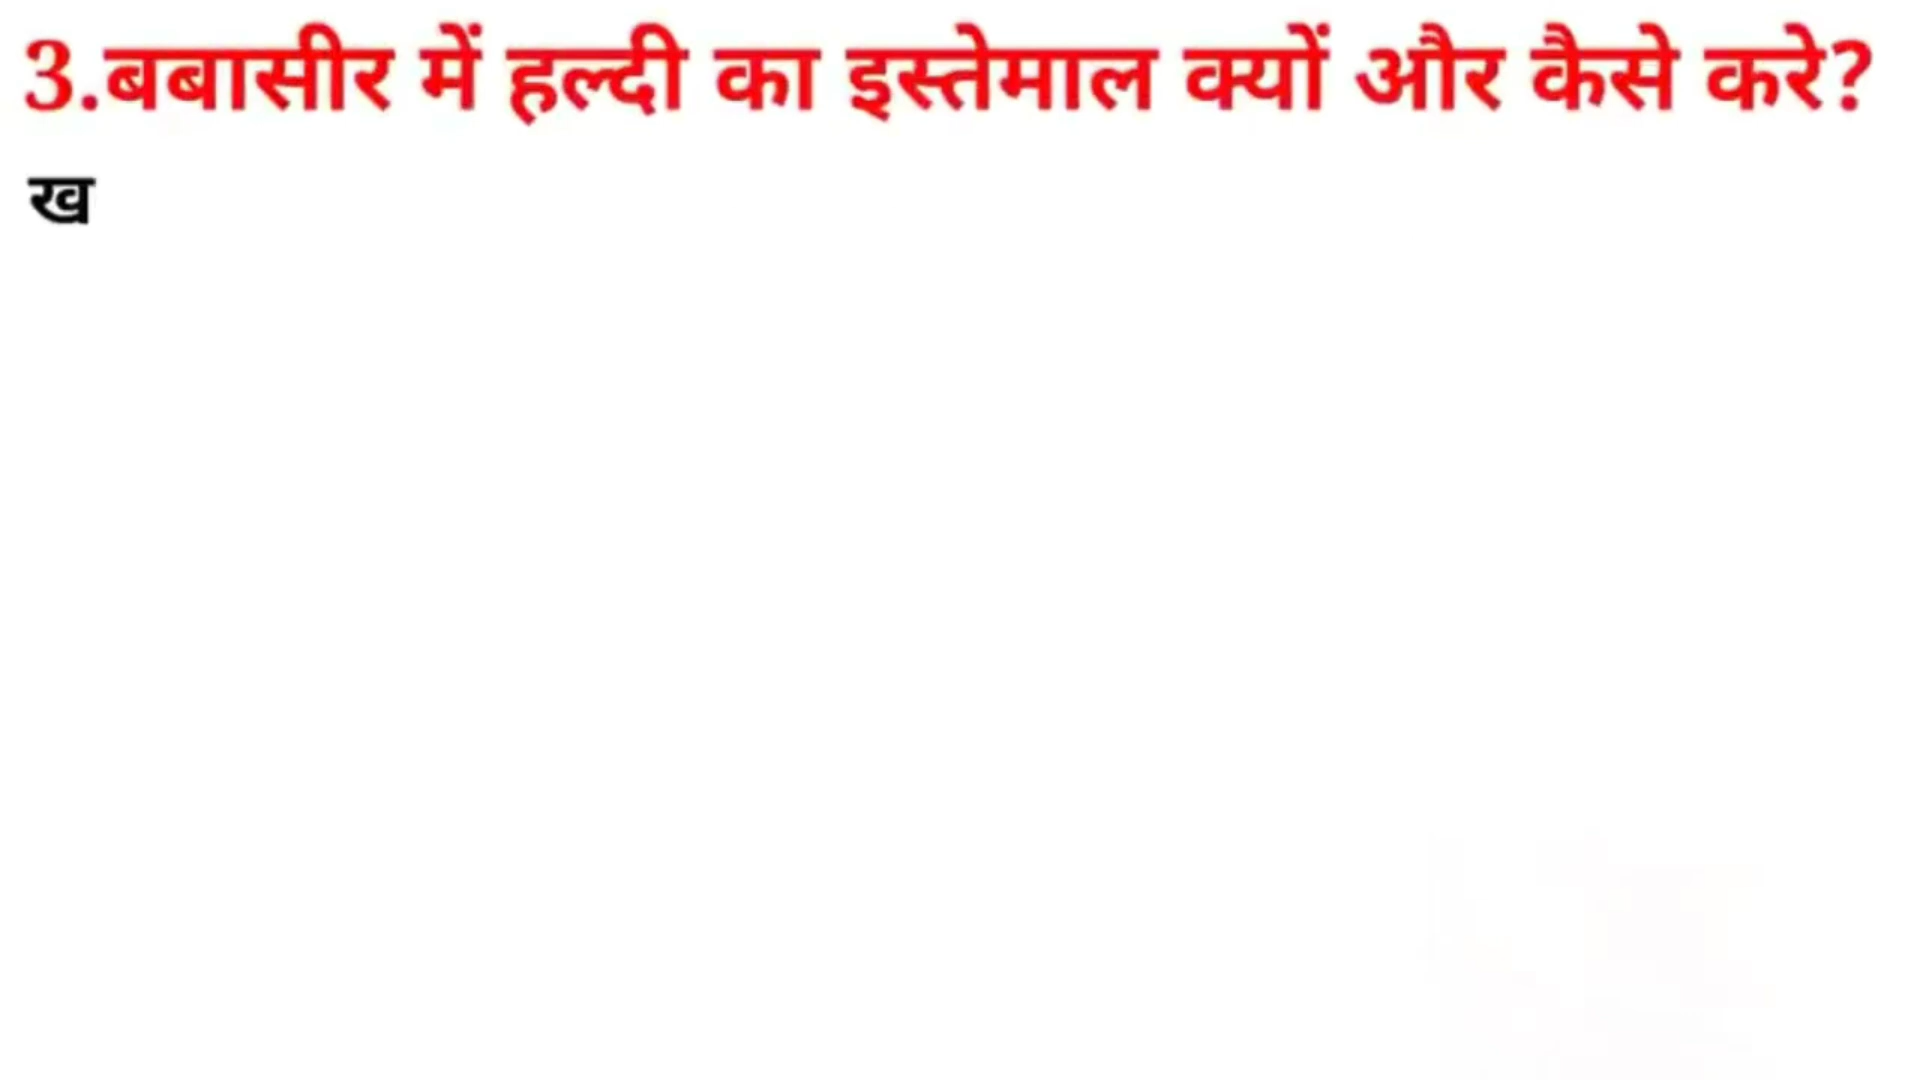 3.बबासीर में हल्दी का इस्तेमाल क्यों और कैसे करे?
ख